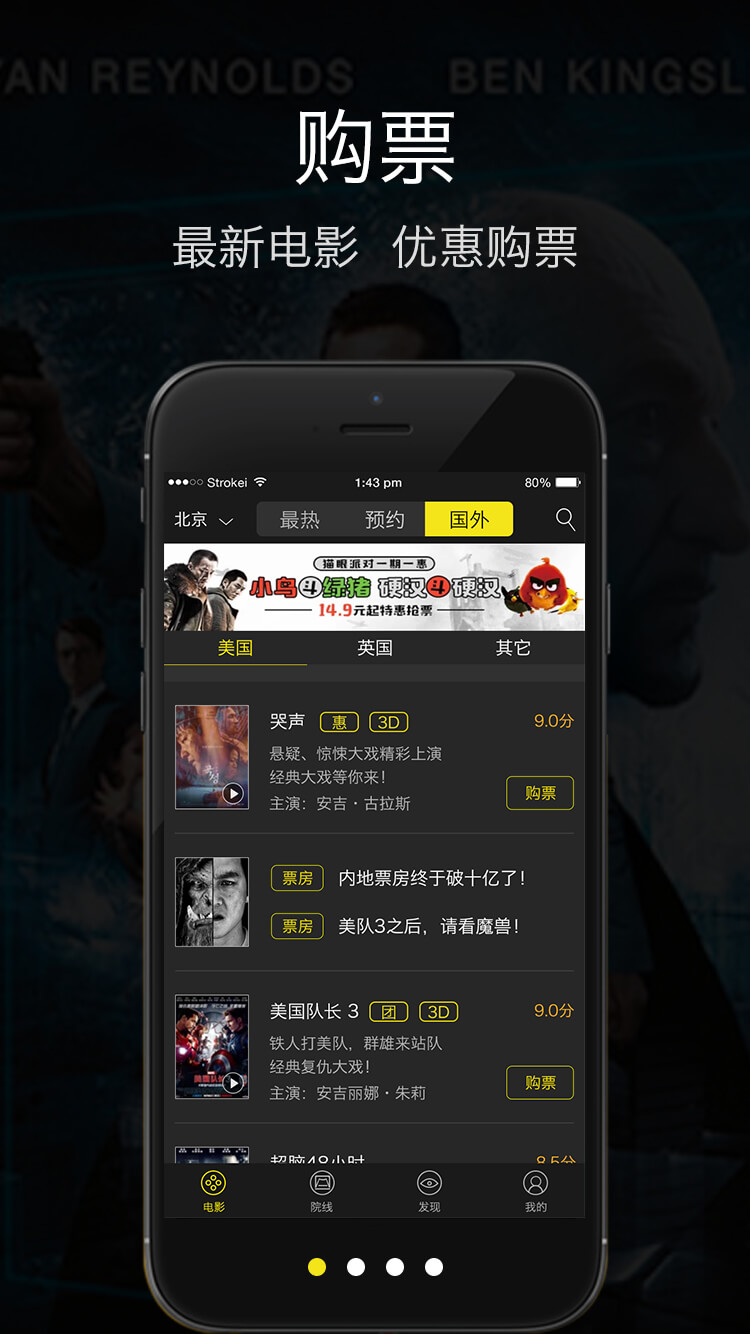 YAN REYNOLDS BEN KINGSL
购票
最新电影 优惠购票
Strokei 1:43 pm 80%
北京 最热 预约 国外
猫眼派对一期一惠
小鸟斗绿猪 硬汉斗硬汉
14.9元起特惠抢票
美国 英国 其它
哭声 惠 3D 9.0分
悬疑、惊悚大戏精彩上演
经典大戏等你来！
主演：安吉·古拉斯
购票
票房 内地票房终于破十亿了！
票房 美队3之后，请看魔兽！
美国队长 3 团 3D 9.0分
铁人打美队，群雄来站队
经典复仇大戏！
主演：安吉丽娜·朱莉
购票
超脑48小时 8.5分
电影 院线 发现 我的